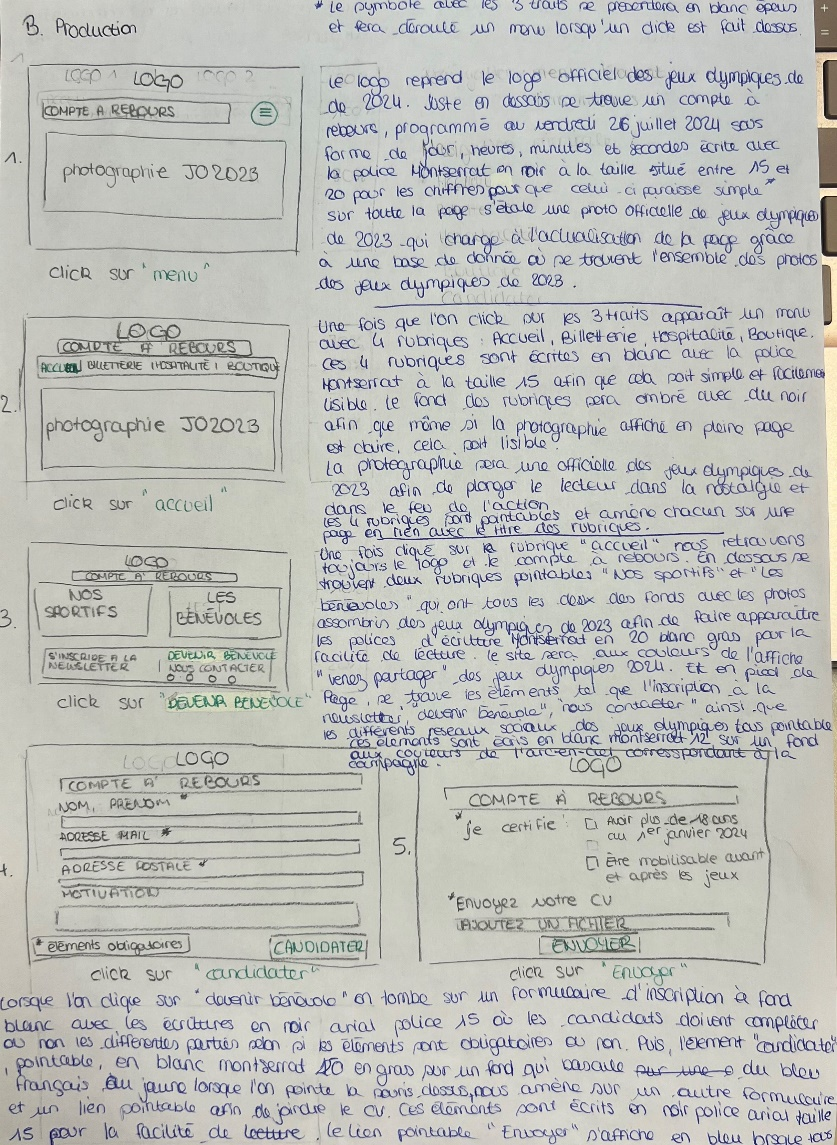 * Le symbole avec les 3 traits se présentera en blanc épais
et fera déroulé un menu lorsqu'un click est fait dessus.
B. Production
1.
LOGO
COMPTE A REBOURS
photographie JO2023
click sur "menu"
Le logo reprend le logo officiel des jeux olympiques de
de 2024. Juste en dessous se trouve un compte à
rebours, programmé au vendredi 26 juillet 2024 sous
forme de jour, heures, minutes et secondes écrite avec
la police Montserrat en noir à la taille situé entre 15 et
20 pour les chiffres pour que celui-ci paraisse simple *
sur toute la page s'étale une photo officielle de jeux olympiques
de 2023 qui change à l'actualisation de la page grâce
à une base de donnée où se trouvent l'ensemble des photos
des jeux olympiques de 2023.
2.
LOGO
COMPTE A REBOURS
ACCUEIL BILLETTERIE | HOSPITALITÉ | BOUTIQUE
photographie JO2023
click sur "accueil"
Une fois que l'on click sur les 3 traits apparaît un menu
avec 4 rubriques : Accueil, Billetterie, Hospitalité, Boutique.
ces 4 rubriques sont écrites en blanc avec la police
Montserrat à la taille 15 afin que cela soit simple et facilement
lisible. Le fond des rubriques sera ombré avec du noir
afin que même si la photographie affiché en pleine page
est claire, cela soit lisible.
La photographie sera une officielle des jeux olympiques de
2023 afin de plonger le lecteur dans la nostalgie et
dans le feu de l'action.
les 4 rubriques sont pointables et amène chacun sur une
page en lien avec le titre des rubriques.
3.
LOGO
COMPTE A REBOURS
NOS
SPORTIFS
LES
BÉNÉVOLES
S'INSCRIRE A LA
NEWSLETTER
DEVENIR BENEVOLE
NOUS CONTACTER
click sur "DEVENIR BENEVOLE"
Une fois cliqué sur la rubrique "accueil" nous retrouvons
toujours le logo et le compte à rebours. En dessous se
trouvent deux rubriques pointables "Nos sportifs" et "Les
bénévoles" qui ont tous les deux des fonds avec les photos
assombris des jeux olympiques de 2023 afin de faire apparaître
les polices d'écriture Montserrat en 20 blanc gras pour la
facilité de lecture. Le site sera aux couleurs de l'affiche
"venez partager" des jeux olympiques 2024. Et en pied de
Page, se trouve les éléments tel que l'inscription à la
newsletter, "devenir bénévole", "nous contacter" ainsi que
les différents réseaux sociaux des jeux olympiques tous pointable
ces éléments sont écris en blanc montserrat 12 sur un fond
aux couleurs de l'arc-en-ciel correspondant à la
campagne.
4.
LOGO
COMPTE A REBOURS
NOM, PRÉNOM *
ADRESSE MAIL *
ADRESSE POSTALE *
MOTIVATION
* éléments obligatoires
CANDIDATER
click sur "candidater"
5.
LOGO
COMPTE À REBOURS
* je certifie : Avoir plus de 18 ans
au 1er janvier 2024
Être mobilisable avant
et après les jeux
* Envoyez votre CV
AJOUTEZ UN FICHIER
ENVOYER
click sur "Envoyer"
Lorsque l'on clique sur "devenir bénévole" on tombe sur un formulaire d'inscription à fond
blanc avec les écritures en noir arial police 15 où les candidats doivent compléter
ou non les différentes parties selon si les éléments sont obligatoires ou non. Puis, l'élement "candidater"
, pointable, en blanc montserrat en gras sur un fond qui bascule du bleu
français au jaune lorsque l'on pointe la souris dessus, nous amène sur un autre formulaire
et un lien pointable afin de joindre le cv. Ces éléments sont écrits en noir police arial taille
15 pour la facilité de lecture. Le lien pointable "Envoyer" s'affiche en bleu lorsque